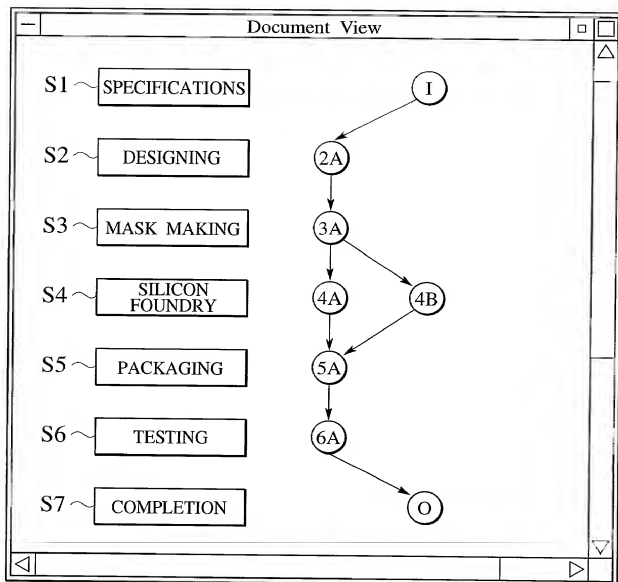 Document View
S1 SPECIFICATIONS I
S2 DESIGNING 2A
S3 MASK MAKING 3A
S4 SILICON FOUNDRY 4A 4B
S5 PACKAGING 5A
S6 TESTING 6A
S7 COMPLETION O